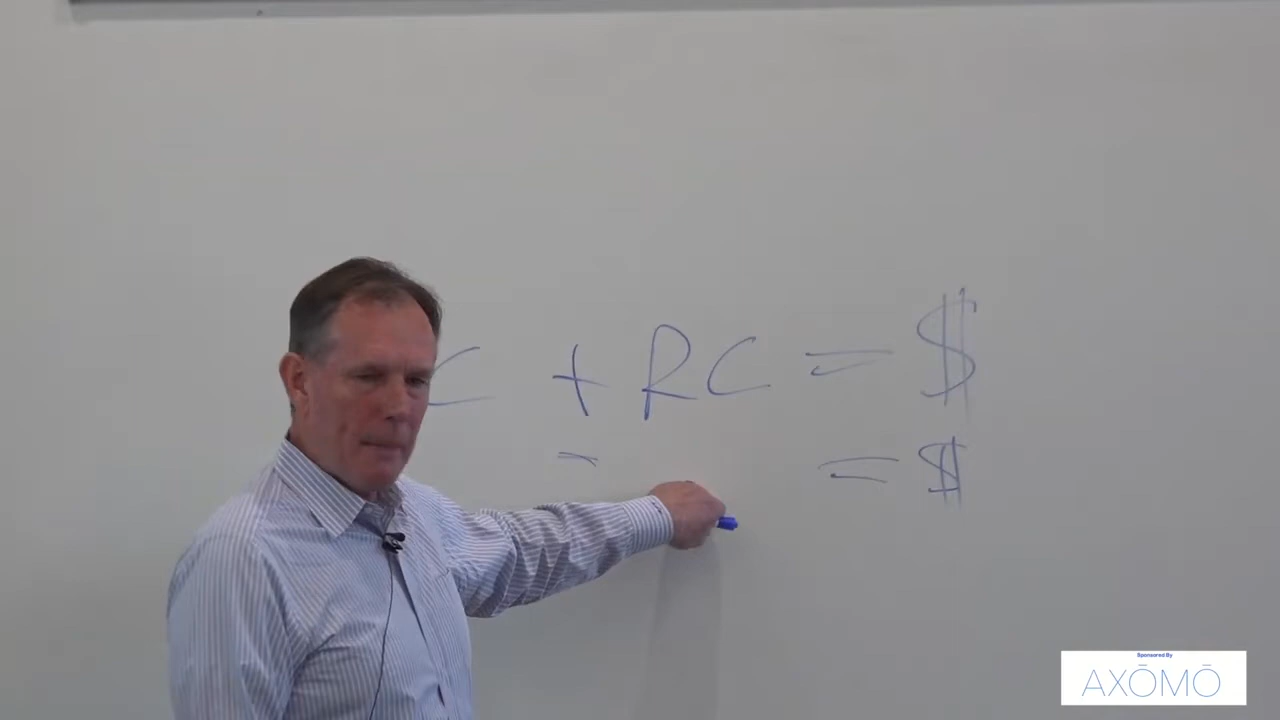 C + RC = $
= = $
Sponsored By
AXŌMŌ